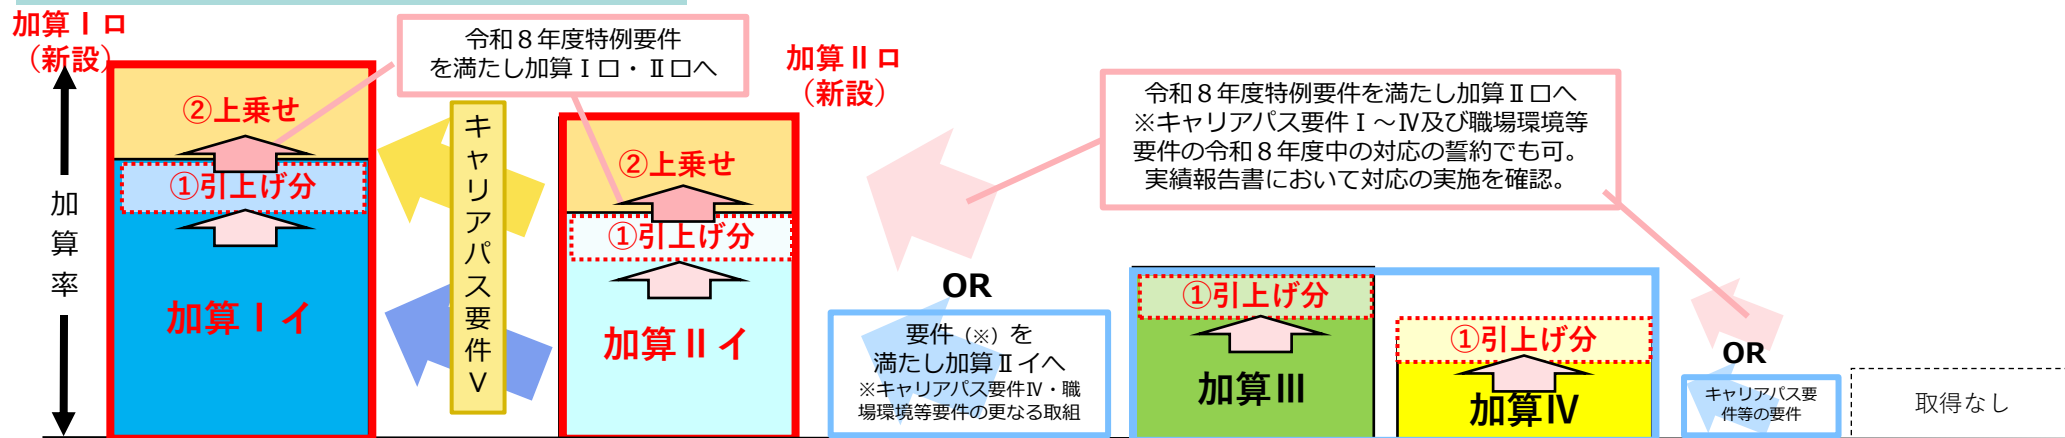 加算Ⅰロ
（新設）
加算率
②上乗せ
①引上げ分
加算Ⅰイ
令和８年度特例要件
を満たし加算Ⅰロ・Ⅱロへ
キャリアパス要件Ⅴ
加算Ⅱロ
（新設）
②上乗せ
①引上げ分
加算Ⅱイ
令和８年度特例要件を満たし加算Ⅱロへ
※キャリアパス要件Ⅰ～Ⅳ及び職場環境等
要件の令和８年度中の対応の誓約でも可。
実績報告書において対応の実施を確認。
OR
要件（※）を
満たし加算Ⅱイへ
※キャリアパス要件Ⅳ・職
場環境等要件の更なる取組
①引上げ分
加算Ⅲ
①引上げ分
加算Ⅳ
OR
キャリアパス要
件等の要件
取得なし